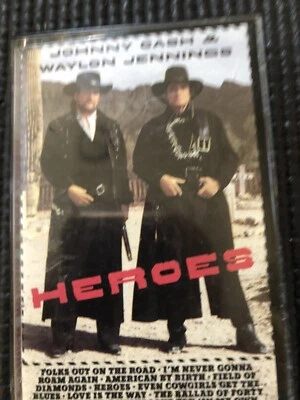 JOHNNY CASH &
WAYLON JENNINGS
HEROES
FOLKS OUT ON THE ROAD · I'M NEVER GONNA
ROAM AGAIN · AMERICAN BY BIRTH · FIELD OF
DIAMONDS · HEROES · EVEN COWGIRLS GET THE
BLUES · LOVE IS THE WAY · THE BALLAD OF FORTY